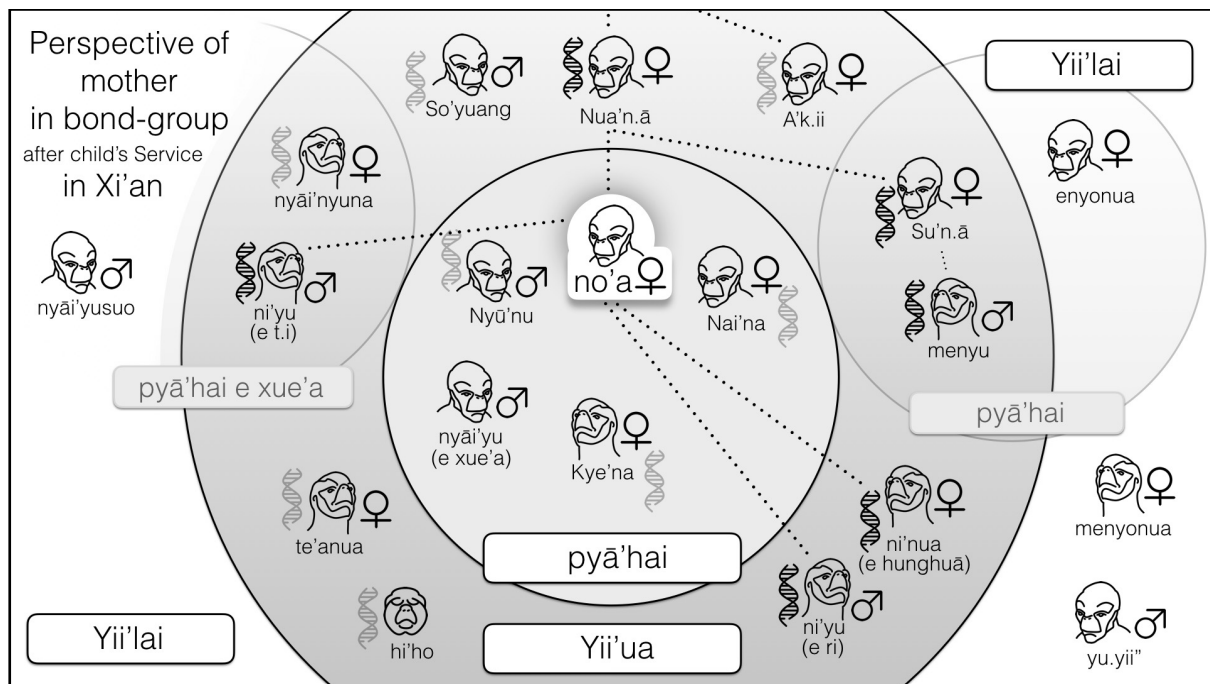 Perspective of
mother
in bond-group
after child's Service
in Xi'an
So'yuang
Nua'n.ā
A'k.ii
Yii'lai
nyāi'nyuna
enyonua
Su'n.ā
nyāi'yusuo
ni'yu
(e t.i)
Nyū'nu
no'a
Nai'na
menyu
pyā'hai e xue'a
pyā'hai
nyāi'yu
(e xue'a)
Kye'na
te'anua
ni'nua
(e hunghuā)
menyonua
pyā'hai
hi'ho
ni'yu
(e ri)
Yii'lai
Yii'ua
yu.yii"